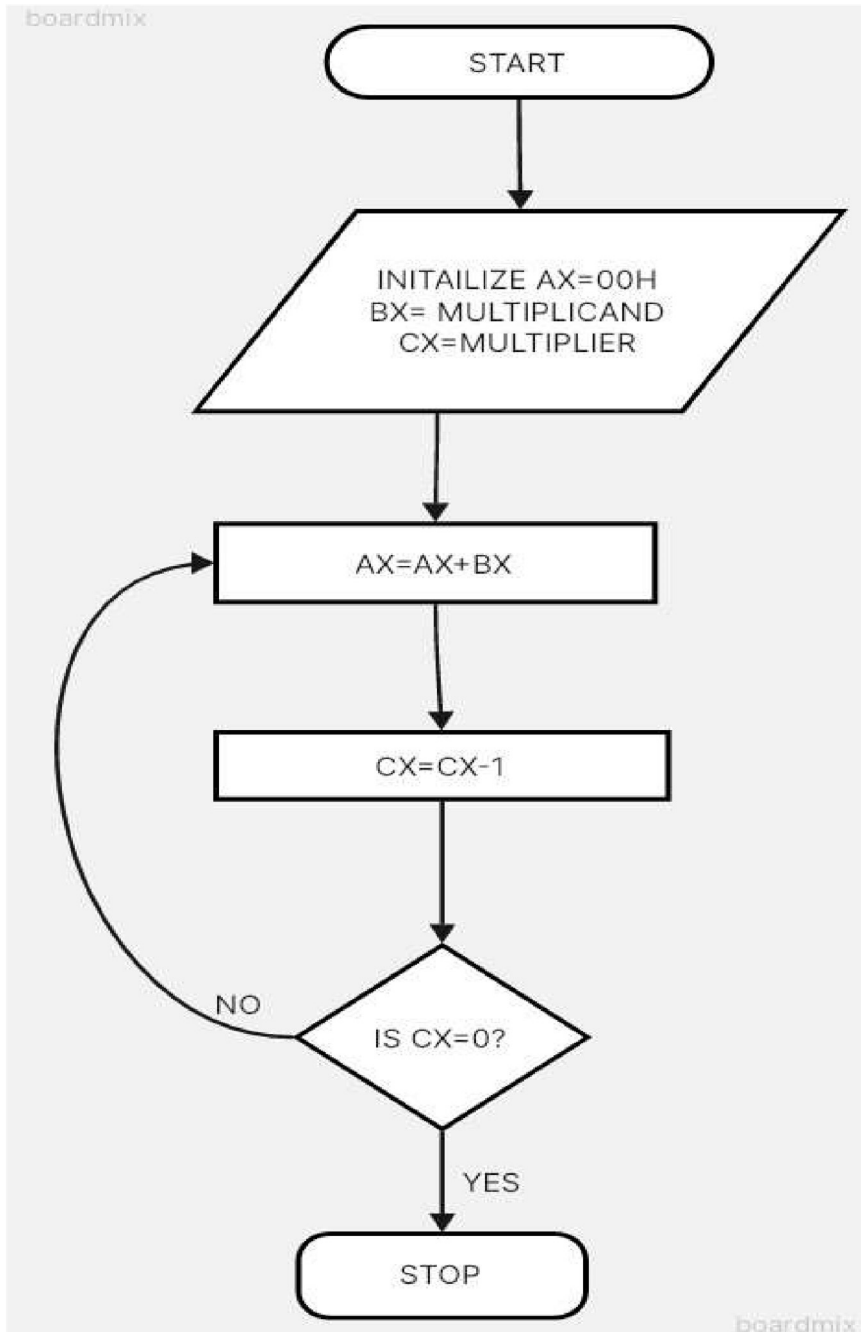 boardmix
START
INITAILIZE AX=00H
BX= MULTIPLICAND
CX=MULTIPLIER
AX=AX+BX
CX=CX-1
NO
IS CX=0?
YES
STOP
boardmix